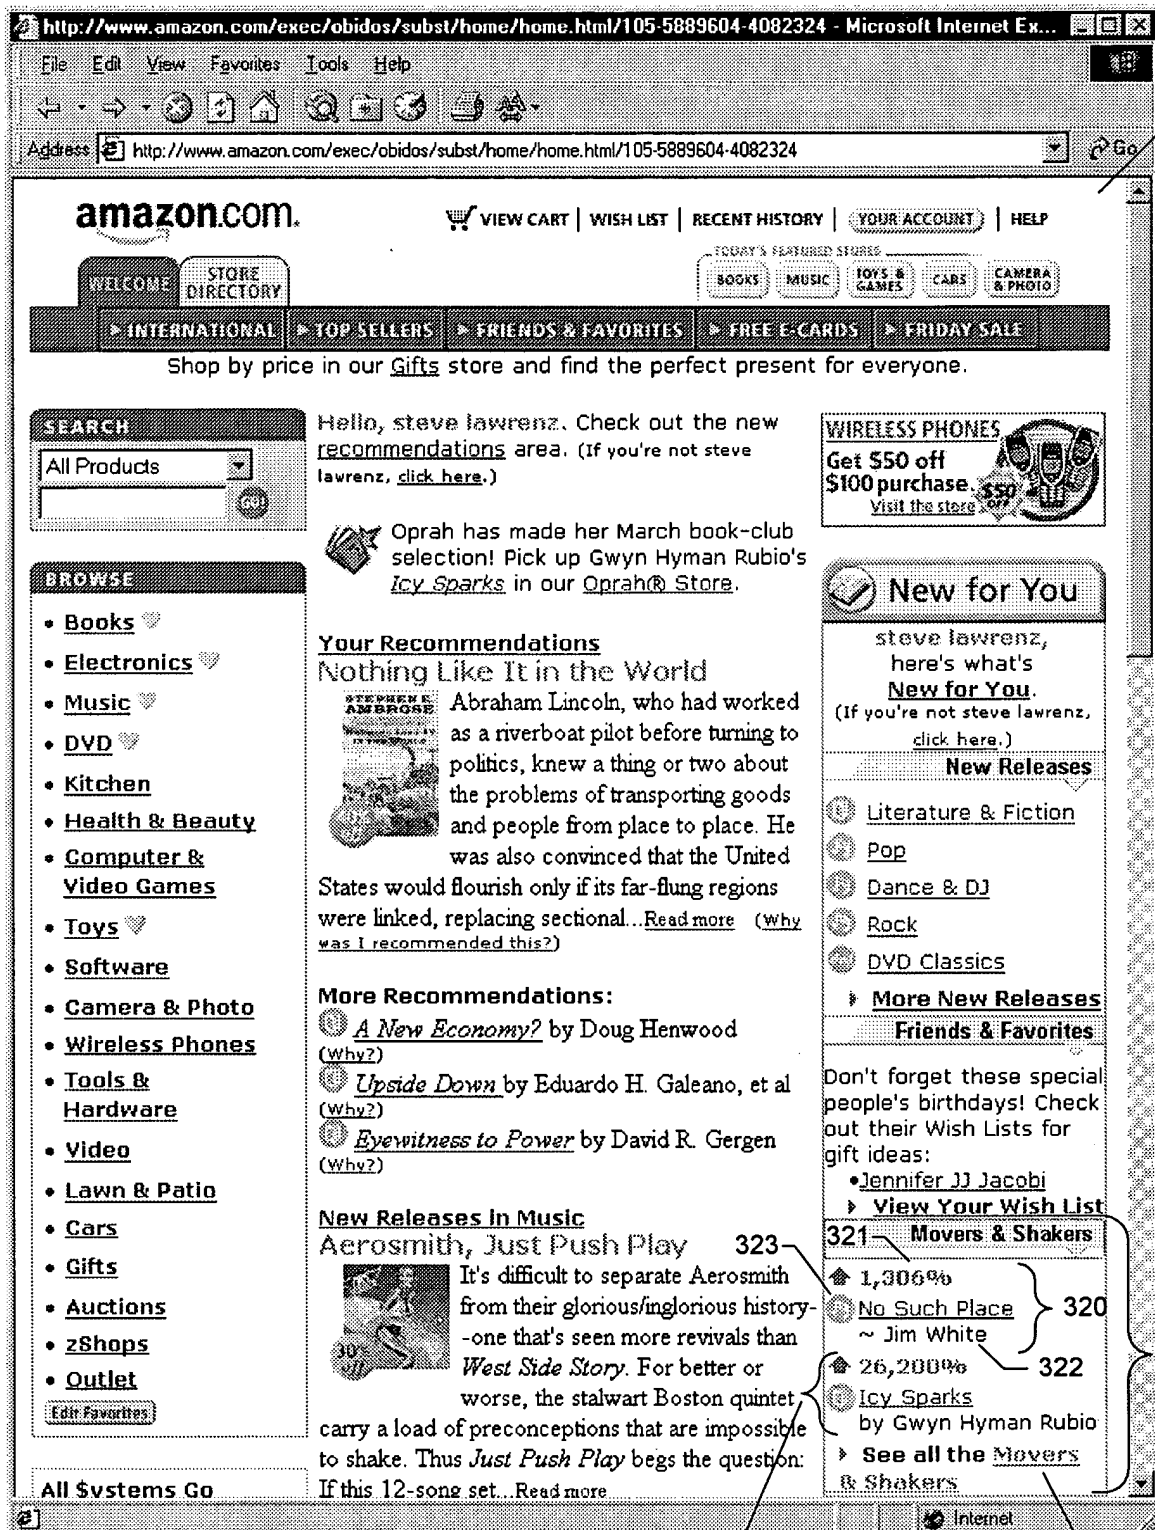 http://www.amazon.com/exec/obidos/subst/home/home.html/105-5889604-4082324 - Microsoft Internet Ex...
File Edit View Favorites Tools Help
Address http://www.amazon.com/exec/obidos/subst/home/home.html/105-5889604-4082324 Go
amazon.com.
VIEW CART | WISH LIST | RECENT HISTORY | YOUR ACCOUNT | HELP
TODAY'S FEATURED STORES
WELCOME
STORE
DIRECTORY
BOOKS
MUSIC
TOYS &
GAMES
CARS
CAMERA
& PHOTO
INTERNATIONAL TOP SELLERS FRIENDS & FAVORITES FREE E-CARDS FRIDAY SALE
Shop by price in our Gifts store and find the perfect present for everyone.
SEARCH
All Products
GO!
BROWSE
• Books
• Electronics
• Music
• DVD
• Kitchen
• Health & Beauty
• Computer &
Video Games
• Toys
• Software
• Camera & Photo
• Wireless Phones
• Tools &
Hardware
• Video
• Lawn & Patio
• Cars
• Gifts
• Auctions
• zShops
• Outlet
Edit Favorites
All $ystems Go
Hello, steve lawrenz. Check out the new
recommendations area. (If you're not steve
lawrenz, click here.)
Oprah has made her March book-club
selection! Pick up Gwyn Hyman Rubio's
Icy Sparks in our Oprah® Store.
Your Recommendations
Nothing Like It in the World
STEPHEN E.
AMBROSE
Abraham Lincoln, who had worked
as a riverboat pilot before turning to
politics, knew a thing or two about
the problems of transporting goods
and people from place to place. He
was also convinced that the United
States would flourish only if its far-flung regions
were linked, replacing sectional...Read more (Why
was I recommended this?)
More Recommendations:
A New Economy? by Doug Henwood
(Why?)
Upside Down by Eduardo H. Galeano, et al
(Why?)
Eyewitness to Power by David R. Gergen
(Why?)
New Releases in Music
Aerosmith, Just Push Play
30%
off
It's difficult to separate Aerosmith
from their glorious/inglorious history-
-one that's seen more revivals than
West Side Story. For better or
worse, the stalwart Boston quintet
carry a load of preconceptions that are impossible
to shake. Thus Just Push Play begs the question:
If this 12-song set...Read more
WIRELESS PHONES
Get $50 off
$100 purchase.
Visit the store
$50
OFF
New for You
steve lawrenz,
here's what's
New for You.
(If you're not steve lawrenz,
click here.)
New Releases
Literature & Fiction
Pop
Dance & DJ
Rock
DVD Classics
More New Releases
Friends & Favorites
Don't forget these special
people's birthdays! Check
out their Wish Lists for
gift ideas:
•Jennifer JJ Jacobi
View Your Wish List
321 Movers & Shakers
323
1,306%
No Such Place
320
~ Jim White
322
26,200%
Icy Sparks
by Gwyn Hyman Rubio
See all the Movers
& Shakers
Internet